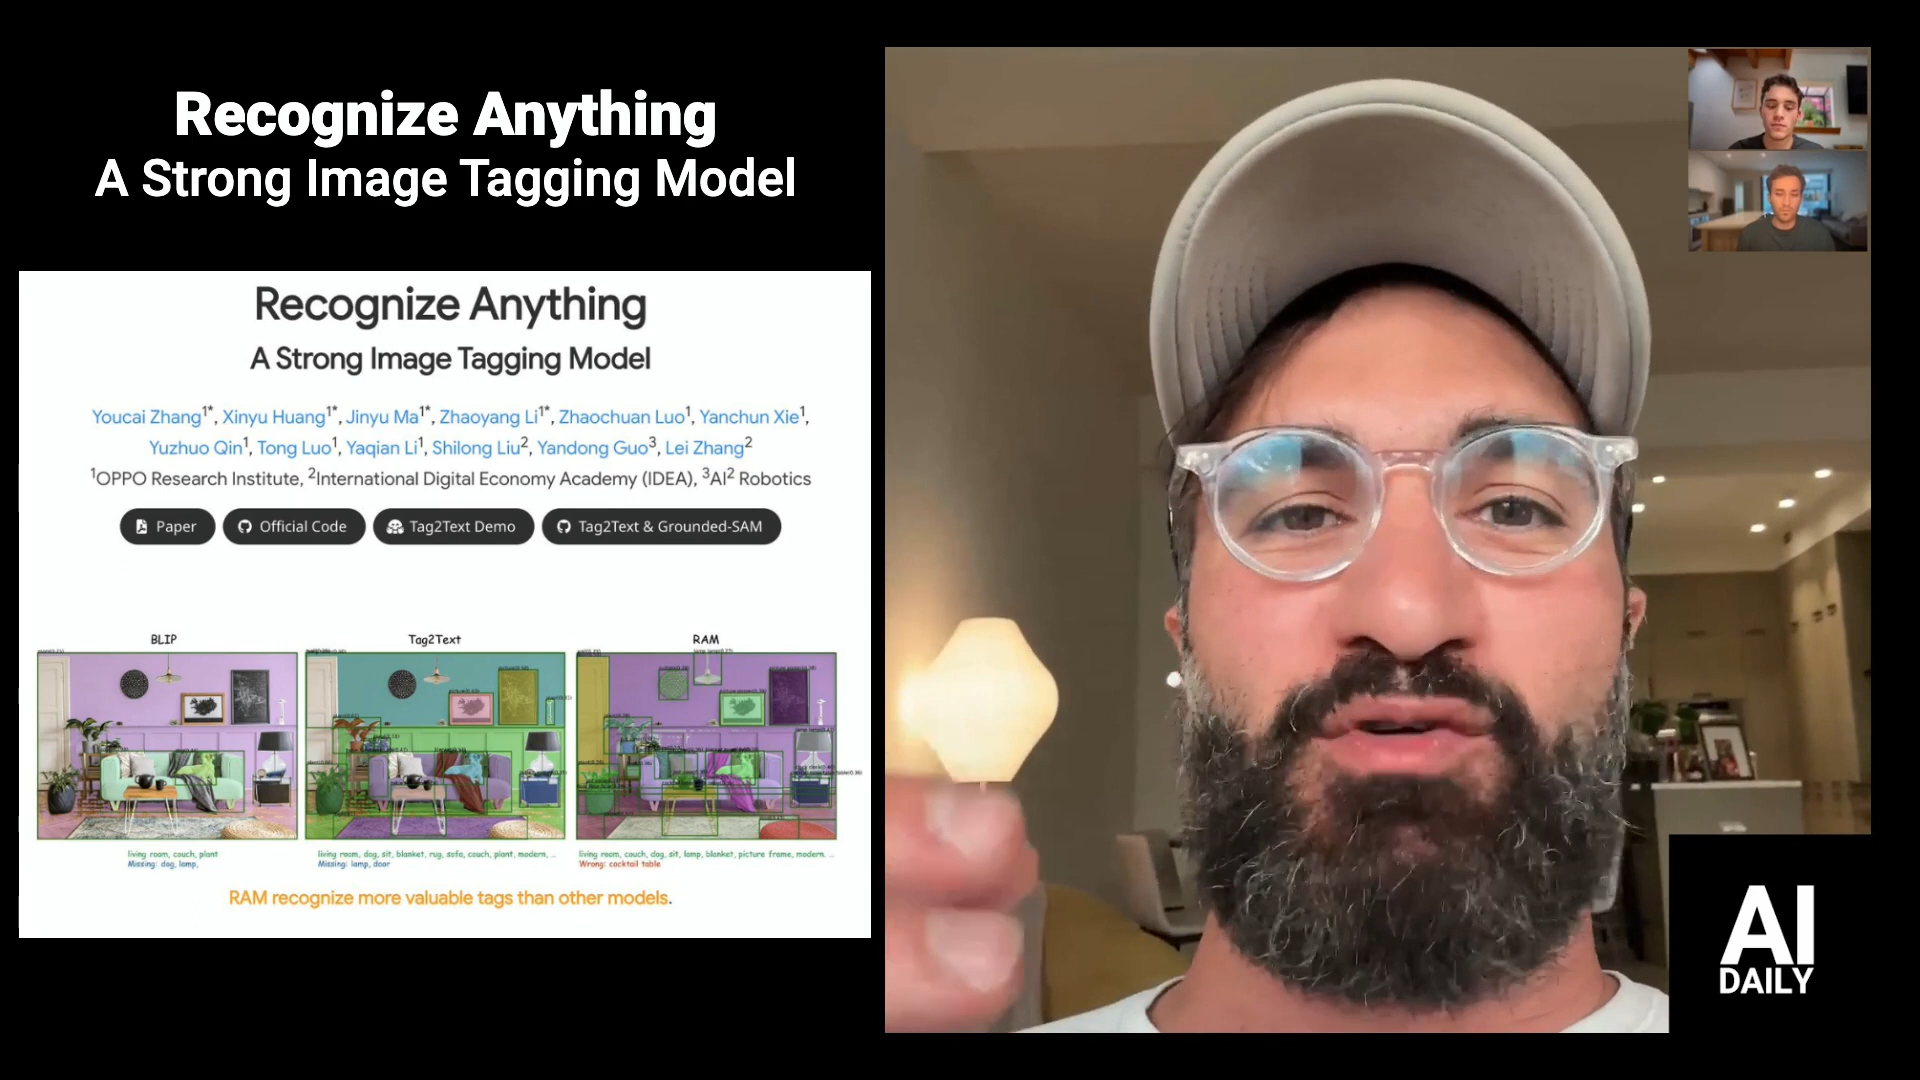 Recognize Anything
A Strong Image Tagging Model
Recognize Anything
A Strong Image Tagging Model
Youcai Zhang1*, Xinyu Huang1*, Jinyu Ma1*, Zhaoyang Li1*, Zhaochuan Luo1, Yanchun Xie1,
Yuzhuo Qin1, Tong Luo1, Yaqian Li1, Shilong Liu2, Yandong Guo3, Lei Zhang2
1OPPO Research Institute, 2International Digital Economy Academy (IDEA), 3AI2 Robotics
Paper Official Code Tag2Text Demo Tag2Text & Grounded-SAM
BLIP Tag2Text RAM
living room, couch, plant
Missing: dog, lamp,
living room, dog, sit, blanket, rug, sofa, couch, plant, modern, ...
Missing: lamp, door
living room, couch, dog, sit, lamp, blanket, picture frame, modern. ...
Wrong: cocktail table
RAM recognize more valuable tags than other models.
AI
DAILY